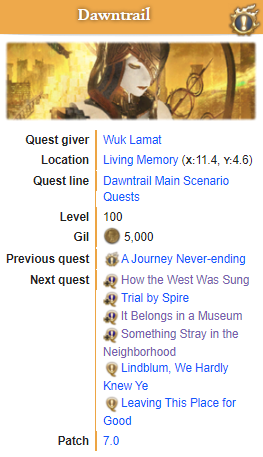 Dawntrail
Quest giver Wuk Lamat
Location Living Memory (X:11.4, Y:4.6)
Quest line Dawntrail Main Scenario
Quests
Level 100
Gil 5,000
Previous quest A Journey Never-ending
Next quest How the West Was Sung
Trial by Spire
It Belongs in a Museum
Something Stray in the
Neighborhood
Lindblum, We Hardly
Knew Ye
Leaving This Place for
Good
Patch 7.0